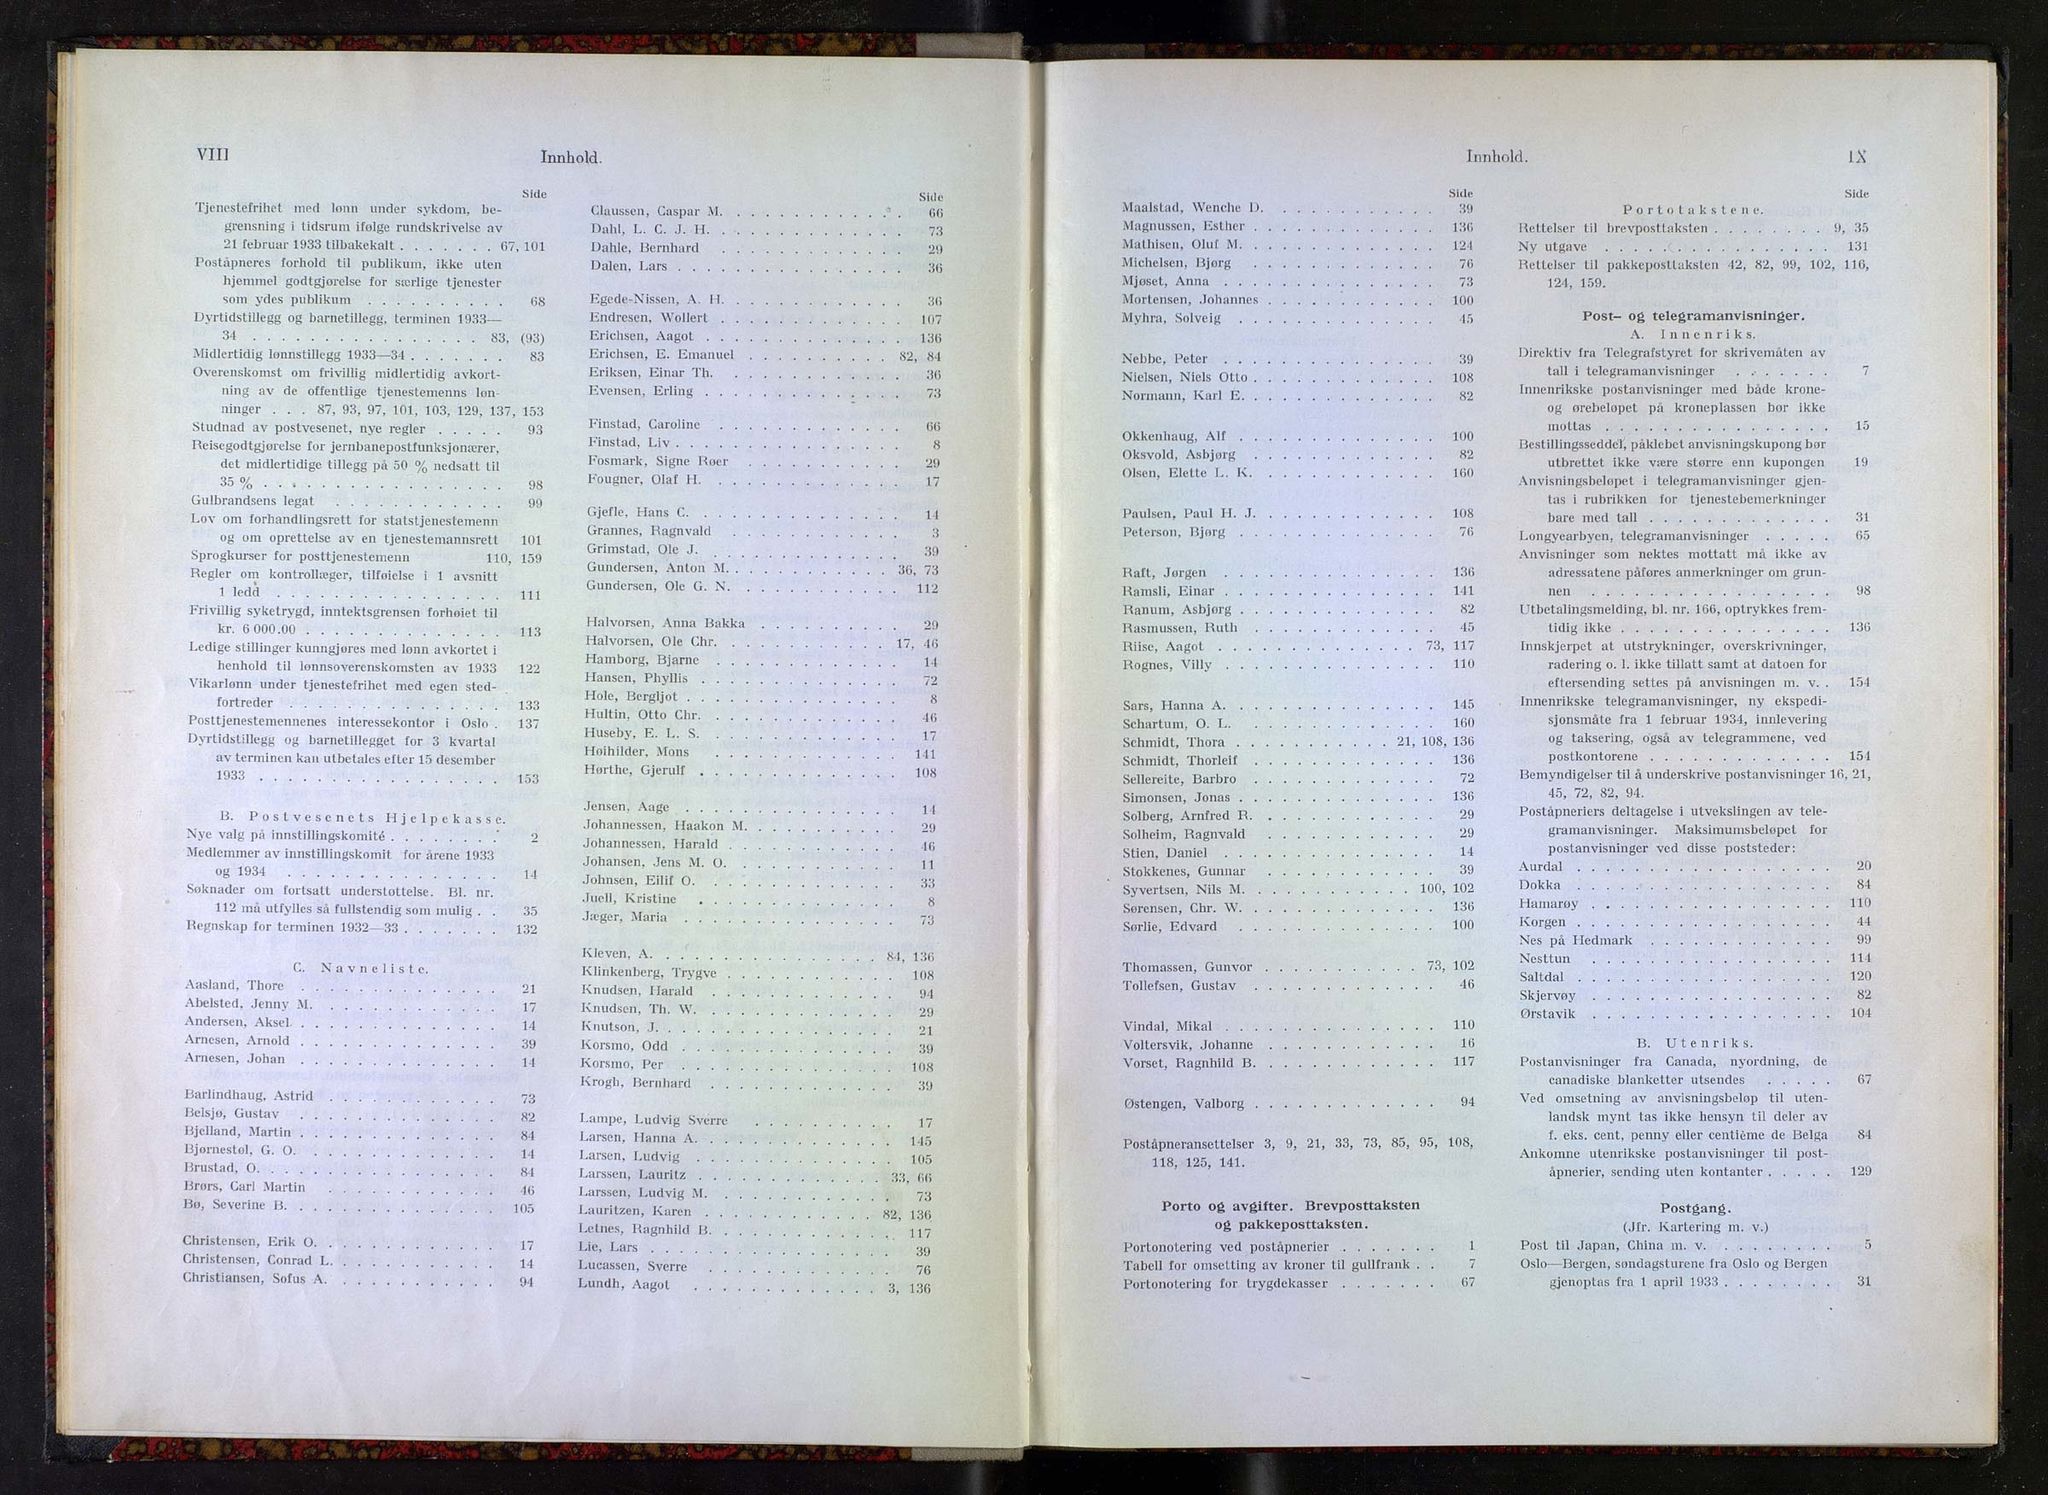 VIII
Innhold.
Side
Tjenestefrihet med lønn under sykdom, be-
grensning i tidsrum ifølge rundskrivelse av
21 februar 1933 tilbakekalt . . . . . . . 67, 101
Poståpneres forhold til publikum, ikke uten
hjemmel godtgjørelse for særlige tjenester
som ydes publikum . . . . . . . . . . 68
Dyrtidstillegg og barnetillegg, terminen 1933—
34 . . . . . . . . . . . . . . . . 83, (93)
Midlertidig lønnstillegg 1933—34 . . . . . . . 83
Overenskomst om frivillig midlertidig avkort-
ning av de offentlige tjenestemenns løn-
ninger . . . 87, 93, 97, 101, 103, 129, 137, 153
Studnad av postvesenet, nye regler . . . . . 93
Reisegodtgjørelse for jernbanepostfunksjonærer,
det midlertidige tillegg på 50 % nedsatt til
35 % . . . . . . . . . . . . . . . . . 98
Gulbrandsens legat . . . . . . . . . . . . 99
Lov om forhandlingsrett for statstjenestemenn
og om oprettelse av en tjenestemannsrett 101
Sprogkurser for posttjenestemenn 110, 159
Regler om kontrollæger, tilføielse i 1 avsnitt
1 ledd . . . . . . . . . . . . . . . . 111
Frivillig syketrygd, inntektsgrensen forhøiet til
kr. 6 000.00 . . . . . . . . . . . . . . 113
Ledige stillinger kunngjøres med lønn avkortet i
henhold til lønnsoverenskomsten av 1933 122
Vikarlønn under tjenestefrihet med egen sted-
fortreder . . . . . . . . . . . . . . . 133
Posttjenestemennenes interessekontor i Oslo . 137
Dyrtidstillegg og barnetillegget for 3 kvartal
av terminen kan utbetales efter 15 desember
1933 . . . . . . . . . . . . . . . . . 153
B. Postvesenets Hjelpekasse.
Nye valg på innstillingskomité . . . . . . . . 2
Medlemmer av innstillingskomit for årene 1933
og 1934 . . . . . . . . . . . . . . . 14
Søknader om fortsatt understøttelse. Bl. nr.
112 må utfylles så fullstendig som mulig . . 35
Regnskap for terminen 1932—33 . . . . . . . 132
C. Navneliste.
Aasland, Thore . . . . . . . . . . . . . . 21
Abelsted, Jenny M. . . . . . . . . . . . . 17
Andersen, Aksel . . . . . . . . . . . . . . 14
Arnesen, Arnold . . . . . . . . . . . . . . 39
Arnesen, Johan . . . . . . . . . . . . . . 14
Barlindhaug, Astrid . . . . . . . . . . . . 73
Belsjø, Gustav . . . . . . . . . . . . . . 82
Bjelland, Martin . . . . . . . . . . . . . . 84
Bjørnestøl, G. O. . . . . . . . . . . . . . 14
Brustad, O. . . . . . . . . . . . . . . . . 84
Brørs, Carl Martin . . . . . . . . . . . . 46
Bø, Severine B. . . . . . . . . . . . . . . 105
Christensen, Erik O. . . . . . . . . . . . . 17
Christensen, Conrad L. . . . . . . . . . . . 14
Christiansen, Sofus A. . . . . . . . . . . . 94
Side
Claussen, Caspar M. . . . . . . . . . . . . 66
Dahl, L. C. J. H. . . . . . . . . . . . . . 73
Dahle, Bernhard . . . . . . . . . . . . . 29
Dalen, Lars . . . . . . . . . . . . . . . . 36
Egede-Nissen, A. H. . . . . . . . . . . . . 36
Endresen, Wollert . . . . . . . . . . . . . 107
Erichsen, Aagot . . . . . . . . . . . . . . 136
Erichsen, E. Emanuel . . . . . . . . . . 82, 84
Eriksen, Einar Th. . . . . . . . . . . . . . 36
Evensen, Erling . . . . . . . . . . . . . . 73
Finstad, Caroline . . . . . . . . . . . . . 66
Finstad, Liv . . . . . . . . . . . . . . . . 8
Fosmark, Signe Røer . . . . . . . . . . . . 29
Fougner, Olaf H. . . . . . . . . . . . . . . 17
Gjefle, Hans C. . . . . . . . . . . . . . . 14
Grannes, Ragnvald . . . . . . . . . . . . . 3
Grimstad, Ole J. . . . . . . . . . . . . . . 39
Gundersen, Anton M. . . . . . . . . . . . 36, 73
Gundersen, Ole G. N. . . . . . . . . . . . 112
Halvorsen, Anna Bakka . . . . . . . . . . 29
Halvorsen, Ole Chr. . . . . . . . . . . . 17, 46
Hamborg, Bjarne . . . . . . . . . . . . . 14
Hansen, Phyllis . . . . . . . . . . . . . . 72
Hole, Bergljot . . . . . . . . . . . . . . . 8
Hultin, Otto Chr. . . . . . . . . . . . . . 46
Huseby, E. L. S. . . . . . . . . . . . . . . 17
Høihilder, Mons . . . . . . . . . . . . . . 141
Hørthe, Gjerulf . . . . . . . . . . . . . . 108
Jensen, Aage . . . . . . . . . . . . . . . 14
Johannessen, Haakon M. . . . . . . . . . . 29
Johannessen, Harald . . . . . . . . . . . . 46
Johansen, Jens M. O. . . . . . . . . . . . 11
Johnsen, Eilif O. . . . . . . . . . . . . . . 33
Juell, Kristine . . . . . . . . . . . . . . 8
Jæger, Maria . . . . . . . . . . . . . . . 73
Kleven, A. . . . . . . . . . . . . . . . 84, 136
Klinkenberg, Trygve . . . . . . . . . . . . 108
Knudsen, Harald . . . . . . . . . . . . . . 94
Knudsen, Th. W. . . . . . . . . . . . . . . 29
Knutson, J. . . . . . . . . . . . . . . . . 21
Korsmo, Odd . . . . . . . . . . . . . . . 39
Korsmo, Per . . . . . . . . . . . . . . . . 108
Krogh, Bernhard . . . . . . . . . . . . . . 39
Lampe, Ludvig Sverre . . . . . . . . . . . 17
Larsen, Hanna A. . . . . . . . . . . . . . . 145
Larsen, Ludvig . . . . . . . . . . . . . . 105
Larssen, Lauritz . . . . . . . . . . . . . 33, 66
Larssen, Ludvig M. . . . . . . . . . . . . . 73
Lauritzen, Karen . . . . . . . . . . . . 82, 136
Letnes, Ragnhild B. . . . . . . . . . . . . 117
Lie, Lars . . . . . . . . . . . . . . . . . 39
Lucassen, Sverre . . . . . . . . . . . . . 76
Lundh, Aagot . . . . . . . . . . . . . . 3, 136
Innhold.
IX
Side
Maalstad, Wenche D. . . . . . . . . . . . 39
Magnussen, Esther . . . . . . . . . . . . . 136
Mathisen, Oluf M. . . . . . . . . . . . . . 124
Michelsen, Bjørg . . . . . . . . . . . . . 76
Mjøset, Anna . . . . . . . . . . . . . . . 73
Mortensen, Johannes . . . . . . . . . . . . 100
Myhra, Solveig . . . . . . . . . . . . . . 45
Nebbe, Peter . . . . . . . . . . . . . . . 39
Nielsen, Niels Otto . . . . . . . . . . . . . 108
Normann, Karl E. . . . . . . . . . . . . . . 82
Okkenhaug, Alf . . . . . . . . . . . . . . 100
Oksvold, Asbjørg . . . . . . . . . . . . . 82
Olsen, Elette L. K. . . . . . . . . . . . . 160
Paulsen, Paul H. J. . . . . . . . . . . . . . 108
Peterson, Bjørg . . . . . . . . . . . . . . 76
Raft, Jørgen . . . . . . . . . . . . . . . 136
Ramsli, Einar . . . . . . . . . . . . . . . 141
Ranum, Asbjørg . . . . . . . . . . . . . . 82
Rasmussen, Ruth . . . . . . . . . . . . . 45
Riise, Aagot . . . . . . . . . . . . . . 73, 117
Rognes, Villy . . . . . . . . . . . . . . . 110
Sars, Hanna A. . . . . . . . . . . . . . . . 145
Schartum, O. L. . . . . . . . . . . . . . . 160
Schmidt, Thora . . . . . . . . . . . 21, 108, 136
Schmidt, Thorleif . . . . . . . . . . . . . 136
Sellereite, Barbro . . . . . . . . . . . . . 72
Simonsen, Jonas . . . . . . . . . . . . . . 136
Solberg, Arnfred R. . . . . . . . . . . . . 29
Solheim, Ragnvald . . . . . . . . . . . . . 29
Stien, Daniel . . . . . . . . . . . . . . . 14
Stokkenes, Gunnar . . . . . . . . . . . . . 39
Syvertsen, Nils M. . . . . . . . . . . . 100, 102
Sørensen, Chr. W. . . . . . . . . . . . . . 136
Sørlie, Edvard . . . . . . . . . . . . . . 100
Thomassen, Gunvor . . . . . . . . . . . 73, 102
Tollefsen, Gustav . . . . . . . . . . . . . 46
Vindal, Mikal . . . . . . . . . . . . . . . 110
Voltersvik, Johanne . . . . . . . . . . . . 16
Vorset, Ragnhild B. . . . . . . . . . . . . . 117
Østengen, Valborg . . . . . . . . . . . . . 94
Poståpneransettelser 3, 9, 21, 33, 73, 85, 95, 108,
118, 125, 141.
Porto og avgifter. Brevposttaksten
og pakkeposttaksten.
Portonotering ved poståpnerier . . . . . . . 1
Tabell for omsetting av kroner til gullfrank . . 7
Portonotering for trygdekasser . . . . . . . . 67
Side
Portotakstene.
Rettelser til brevposttaksten . . . . . . . . 9, 35
Ny utgave . . . . . . . . . . . . . . . . 131
Rettelser til pakkeposttaksten 42, 82, 99, 102, 116,
124, 159.
Post- og telegramanvisninger.
A. Innenriks.
Direktiv fra Telegrafstyret for skrivemåten av
tall i telegramanvisninger . . . . . . . 7
Innenrikske postanvisninger med både krone-
og ørebeløpet på kroneplassen bør ikke
mottas . . . . . . . . . . . . . . . . 15
Bestillingsseddel, påklebet anvisningskupong bør
utbrettet ikke være større enn kupongen 19
Anvisningsbeløpet i telegramanvisninger gjen-
tas i rubrikken for tjenestebemerkninger
bare med tall . . . . . . . . . . . . . 31
Longyearbyen, telegramanvisninger . . . . . 65
Anvisninger som nektes mottatt må ikke av
adressatene påføres anmerkninger om grun-
nen . . . . . . . . . . . . . . . . . 98
Utbetalingsmelding, bl. nr. 166, optrykkes frem-
tidig ikke . . . . . . . . . . . . . . . 136
Innskjerpet at utstrykninger, overskrivninger,
radering o. l. ikke tillatt samt at datoen for
eftersending settes på anvisningen m. v. . 154
Innenrikske telegramanvisninger, ny ekspedi-
sjonsmåte fra 1 februar 1934, innlevering
og taksering, også av telegrammene, ved
postkontorene . . . . . . . . . . . . . 154
Bemyndigelser til å underskrive postanvisninger 16, 21,
45, 72, 82, 94.
Poståpneriers deltagelse i utvekslingen av tele-
gramanvisninger. Maksimumsbeløpet for
postanvisninger ved disse poststeder:
Aurdal . . . . . . . . . . . . . . . . . . 20
Dokka . . . . . . . . . . . . . . . . . . 84
Hamarøy . . . . . . . . . . . . . . . . . 110
Korgen . . . . . . . . . . . . . . . . . . 44
Nes på Hedmark . . . . . . . . . . . . . 99
Nesttun . . . . . . . . . . . . . . . . . 114
Saltdal . . . . . . . . . . . . . . . . . . 120
Skjervøy . . . . . . . . . . . . . . . . . 82
Ørstavik . . . . . . . . . . . . . . . . . 104
B. Utenriks.
Postanvisninger fra Canada, nyordning, de
canadiske blanketter utsendes . . . . . 67
Ved omsetning av anvisningsbeløp til uten-
landsk mynt tas ikke hensyn til deler av
f. eks. cent, penny eller centième de Belga 84
Ankomne utenrikske postanvisninger til post-
åpnerier, sending uten kontanter . . . . . 129
Postgang.
(Jfr. Kartering m. v.)
Post til Japan, China m. v. . . . . . . . . 5
Oslo—Bergen, søndagsturene fra Oslo og Bergen
gjenoptas fra 1 april 1933 . . . . . . . . 31